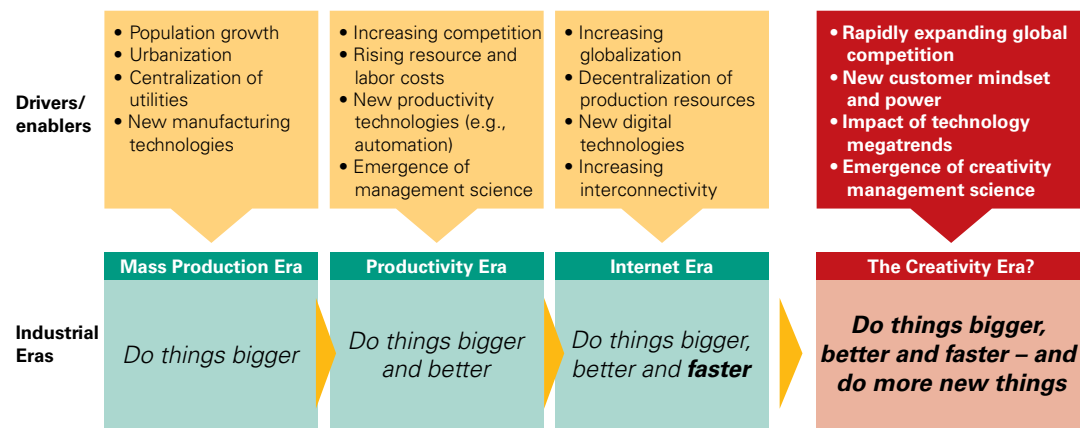 Drivers/
enablers
• Population growth
• Urbanization
• Centralization of
utilities
• New manufacturing
technologies
• Increasing competition
• Rising resource and
labor costs
• New productivity
technologies (e.g.,
automation)
• Emergence of
management science
• Increasing
globalization
• Decentralization of
production resources
• New digital
technologies
• Increasing
interconnectivity
• Rapidly expanding global
competition
• New customer mindset
and power
• Impact of technology
megatrends
• Emergence of creativity
management science
Industrial
Eras
Mass Production Era
Do things bigger
Productivity Era
Do things bigger
and better
Internet Era
Do things bigger,
better and faster
The Creativity Era?
Do things bigger,
better and faster – and
do more new things